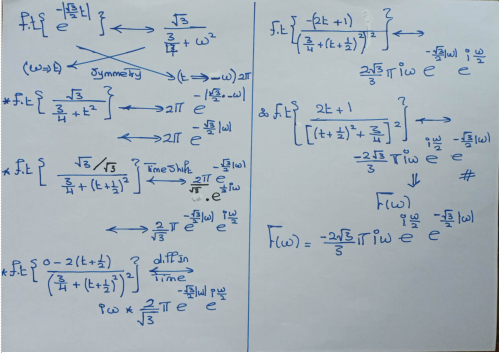 f.t{ e^{-|√3/2 t|} } ⟷ √3 / (3/4 + ω²)
(ω⇒t) symmetry (t→-ω) 2π
* f.t{ √3 / (3/4 + t²) } ⟷ 2π e^{-|√3/2 · -ω|}
⟷ 2π e^{-√3/2 |ω|}
* f.t{ (√3/√3) / (3/4 + (t+½)²) } Time Shift ⟷ 2π/√3 e^{-√3/2 |ω|} · e^{½iω}
⟷ 2/√3 π e^{-√3/2 |ω|} e^{iω/2}
* f.t{ 0 - 2(t+½) / (3/4 + (t+½)²)² } diff in time ⟷
iω * 2/√3 π e^{-√3/2 |ω|} e^{iω/2}
f.t{ -(2t+1) / (3/4 + (t+½)²)² } ⟷
2√3/3 π iω e^{-√3/2 |ω|} e^{iω/2}
& f.t{ 2t+1 / [(t+½)² + 3/4]² } ⟷
-2√3/3 π iω e^{iω/2} e^{-√3/2 |ω|}
⇓ #
F(ω)
F(ω) = -2√3/3 π iω e^{iω/2} e^{-√3/2 |ω|}